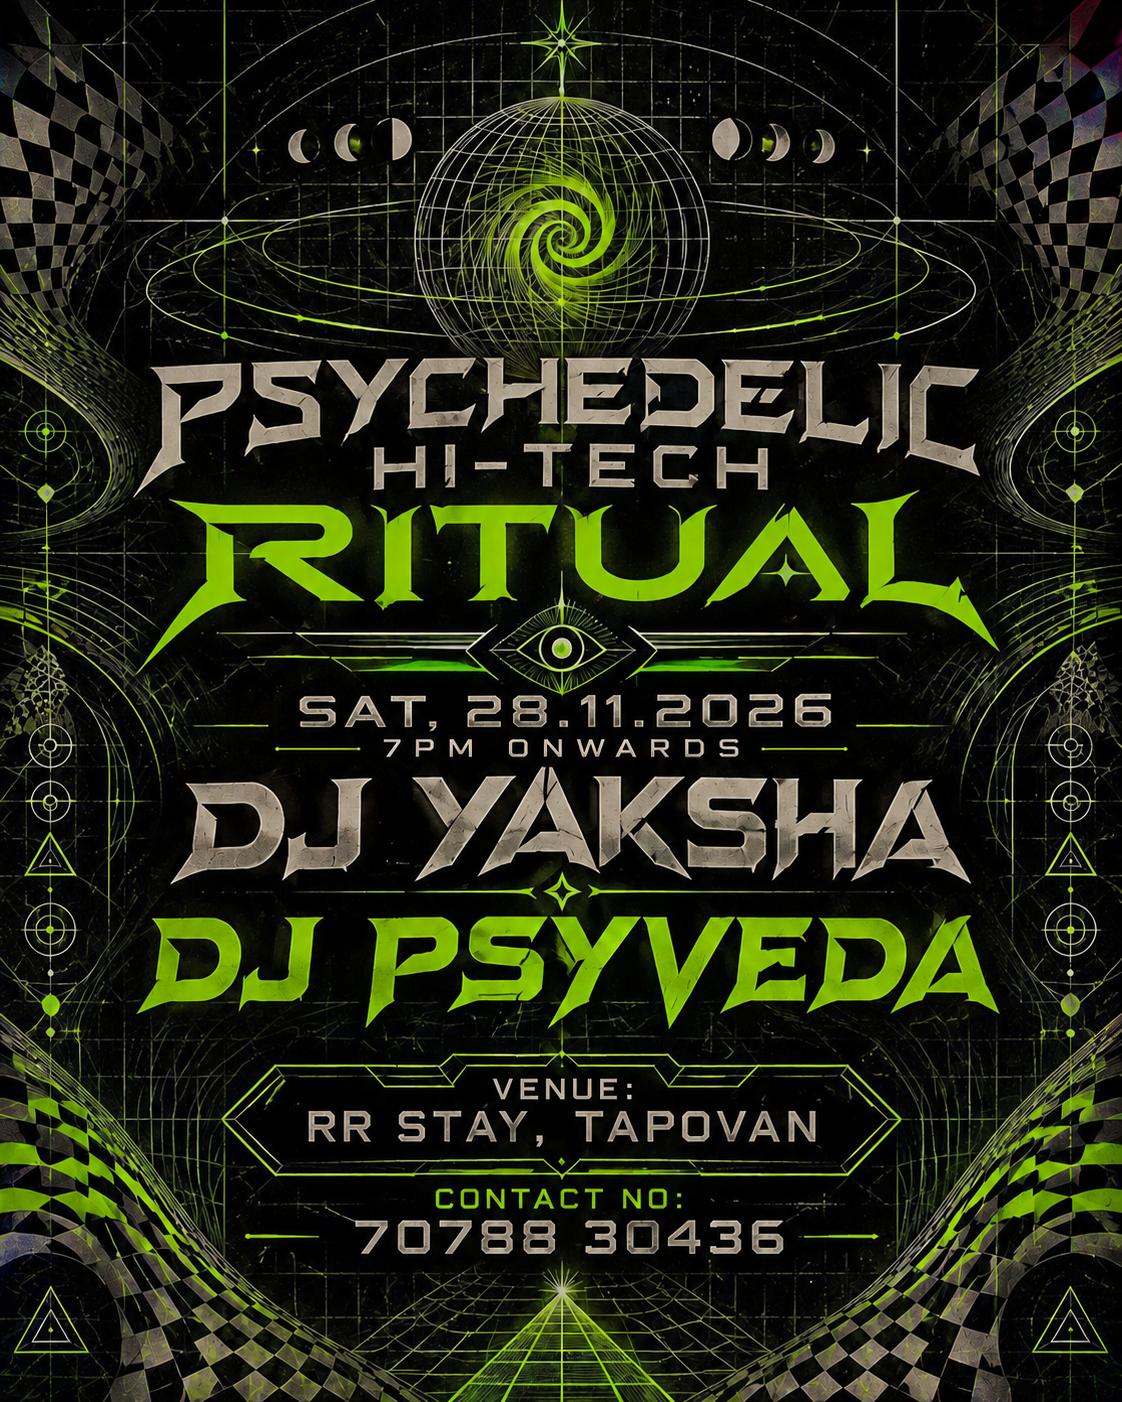 PSYCHEDELIC
HI-TECH
RITUAL
SAT, 28.11.2026
7PM ONWARDS
DJ YAKSHA
DJ PSYVEDA
VENUE:
RR STAY, TAPOVAN
CONTACT NO:
70788 30436